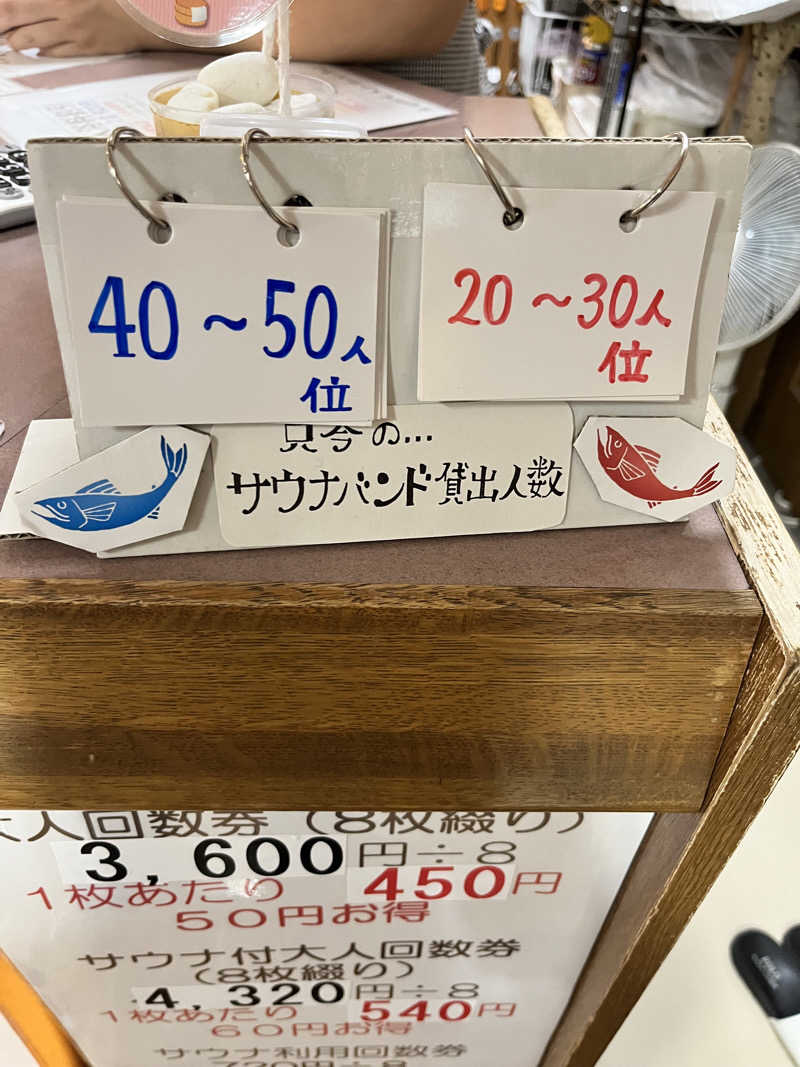 40～50人
位
20～30人
位
只今の…
サウナバンド貸出人数
大人回数券（8枚綴り）
3,600円÷8
1枚あたり 450円
50円お得
サウナ付大人回数券
（8枚綴り）
4,320円÷8
1枚あたり 540円
60円お得
サウナ利用回数券